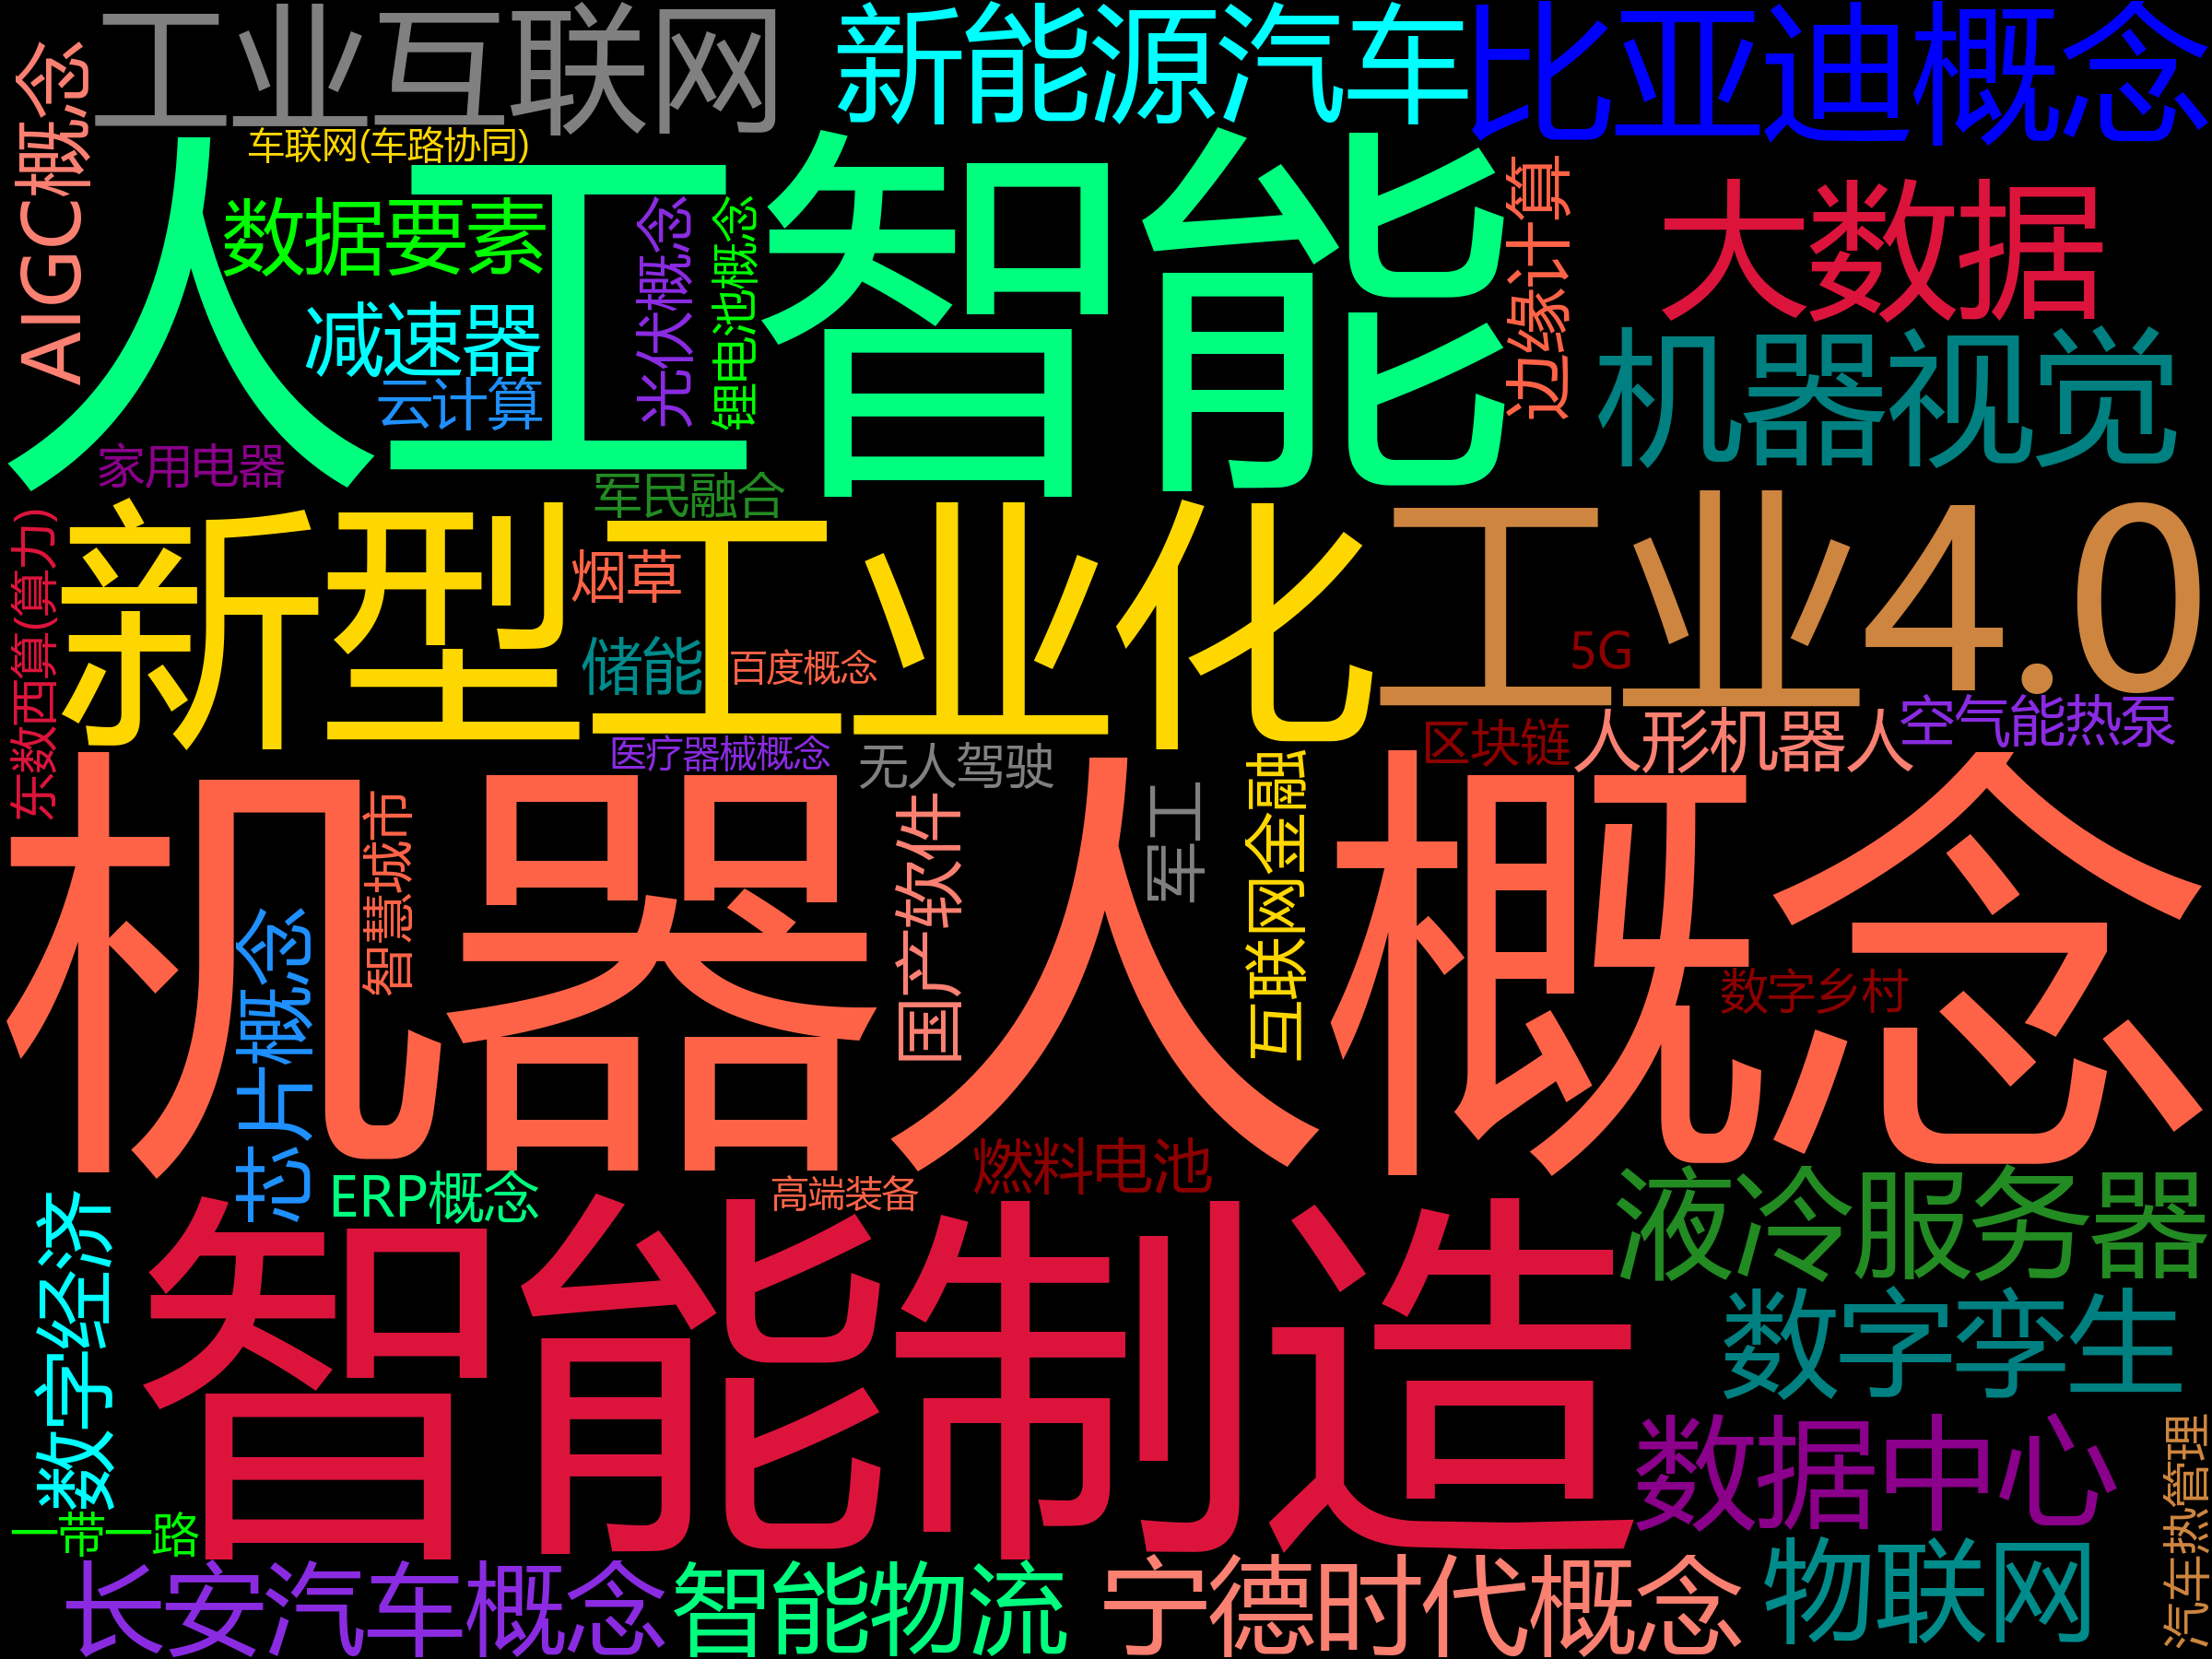 工业互联网
新能源汽车
比亚迪概念
AIGC概念
车联网(车路协同)
人工智能
数据要素
光伏概念
锂电池概念
边缘计算
大数据
减速器
云计算
机器视觉
家用电器
军民融合
东数西算(算力)
新型工业化
工业4.0
烟草
储能
百度概念
5G
区块链
人形机器人
空气能热泵
医疗器械概念
无人驾驶
机器人概念
智慧城市
国产软件
军工
互联网金融
芯片概念
数字乡村
燃料电池
ERP概念
高端装备
液冷服务器
数字经济
智能制造
数字孪生
数据中心
汽车热管理
一带一路
长安汽车概念
智能物流
宁德时代概念
物联网